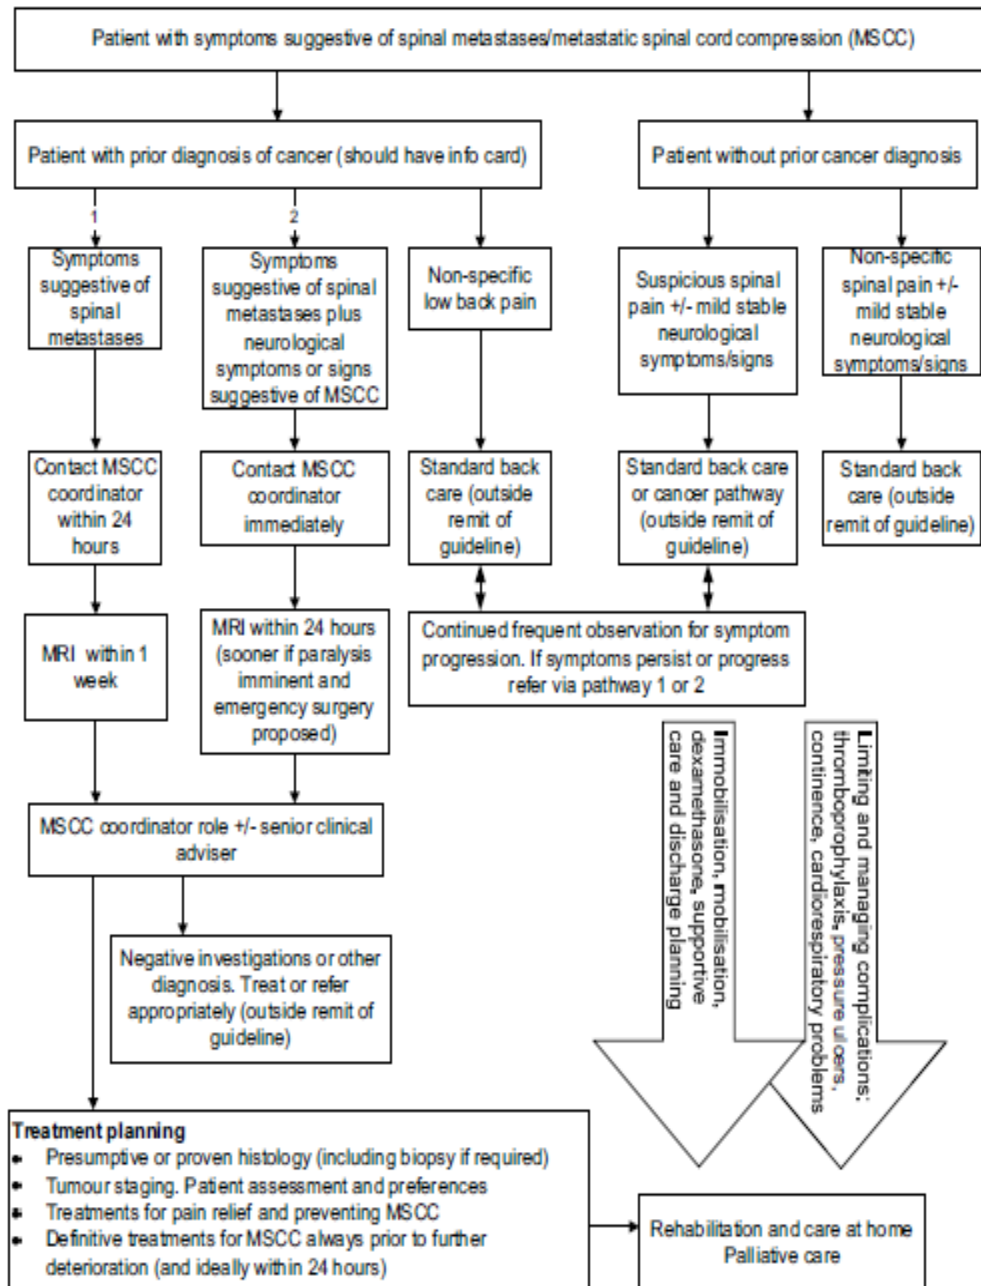 Patient with symptoms suggestive of spinal metastases/metastatic spinal cord compression (MSCC)
Patient with prior diagnosis of cancer (should have info card)
Patient without prior cancer diagnosis
1
2
Symptoms
suggestive of
spinal
metastases
Symptoms
suggestive of spinal
metastases plus
neurological
symptoms or signs
suggestive of MSCC
Non-specific
low back pain
Suspicious spinal
pain +/- mild stable
neurological
symptoms/signs
Non-specific
spinal pain +/-
mild stable
neurological
symptoms/signs
Contact MSCC
coordinator
within 24
hours
Contact MSCC
coordinator
immediately
Standard back
care (outside
remit of
guideline)
Standard back care
or cancer pathway
(outside remit of
guideline)
Standard back
care (outside
remit of guideline)
MRI within 1
week
MRI within 24 hours
(sooner if paralysis
imminent and
emergency surgery
proposed)
Continued frequent observation for symptom
progression. If symptoms persist or progress
refer via pathway 1 or 2
MSCC coordinator role +/- senior clinical
adviser
Negative investigations or other
diagnosis. Treat or refer
appropriately (outside remit of
guideline)
Immobilisation, mobilisation,
dexamethasone, supportive
care and discharge planning
Limiting and managing complications:
thromboprophylaxis, pressure ulcers,
continence, cardiorespiratory problems
Treatment planning
• Presumptive or proven histology (including biopsy if required)
• Tumour staging. Patient assessment and preferences
• Treatments for pain relief and preventing MSCC
• Definitive treatments for MSCC always prior to further
deterioration (and ideally within 24 hours)
Rehabilitation and care at home
Palliative care